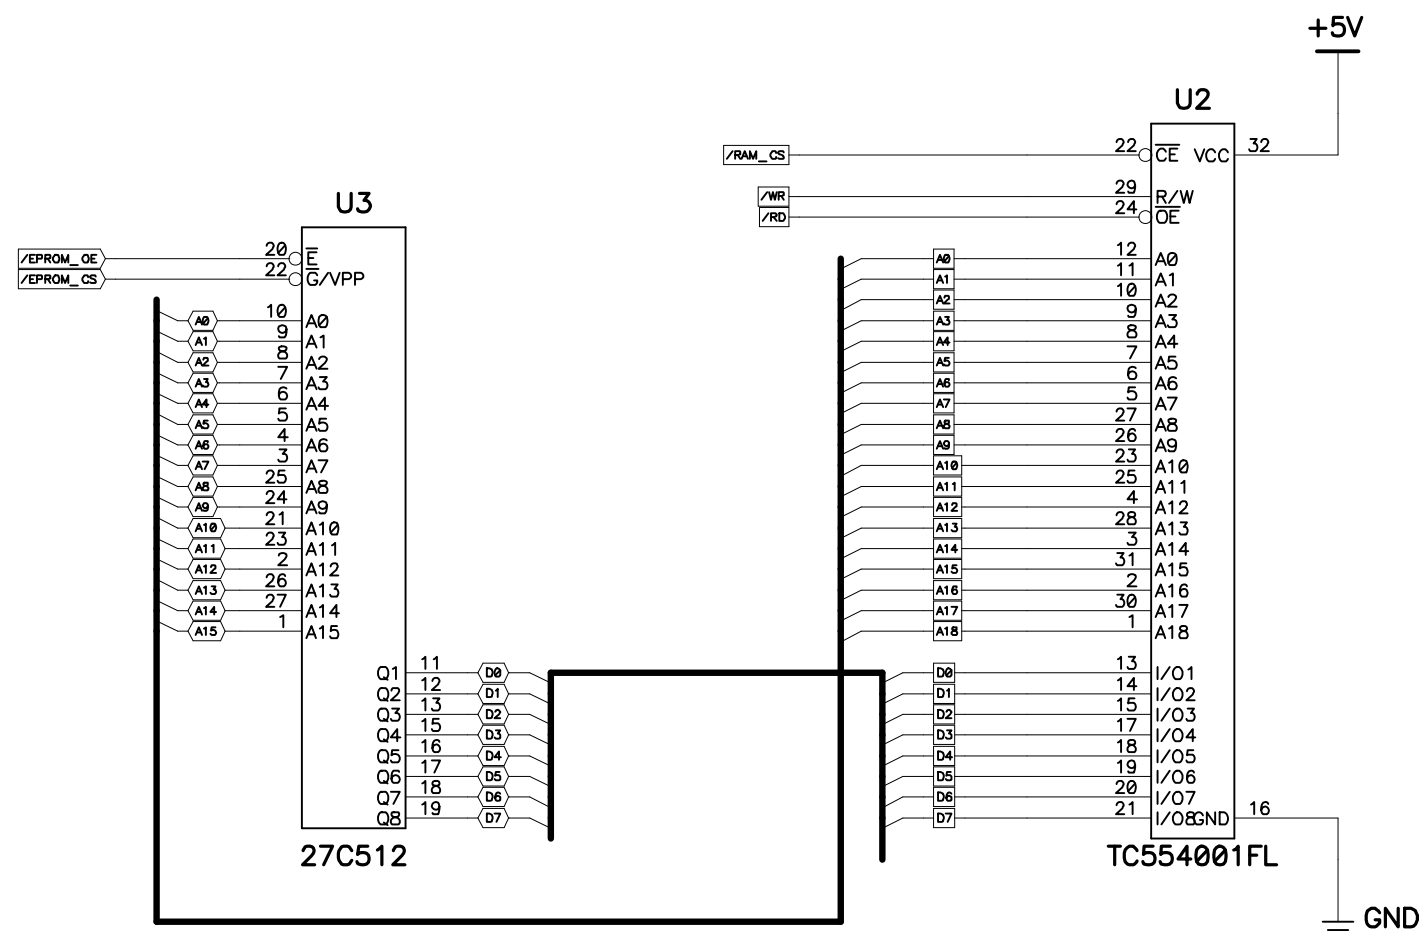 +5V
U2
/RAM_CS 22 CE VCC 32
/WR 29 R/W
/RD 24 OE
U3
/EPROM_OE 20 E
/EPROM_CS 22 G/VPP
A0 10 A0
A1 9 A1
A2 8 A2
A3 7 A3
A4 6 A4
A5 5 A5
A6 4 A6
A7 3 A7
A8 25 A8
A9 24 A9
A10 21 A10
A11 23 A11
A12 2 A12
A13 26 A13
A14 27 A14
A15 1 A15
Q1 11 D0
Q2 12 D1
Q3 13 D2
Q4 15 D3
Q5 16 D4
Q6 17 D5
Q7 18 D6
Q8 19 D7
27C512
A0 12 A0
A1 11 A1
A2 10 A2
A3 9 A3
A4 8 A4
A5 7 A5
A6 6 A6
A7 5 A7
A8 27 A8
A9 26 A9
A10 23 A10
A11 25 A11
A12 4 A12
A13 28 A13
A14 3 A14
A15 31 A15
A16 2 A16
A17 30 A17
A18 1 A18
D0 13 I/O1
D1 14 I/O2
D2 15 I/O3
D3 17 I/O4
D4 18 I/O5
D5 19 I/O6
D6 20 I/O7
D7 21 I/O8 GND 16
TC554001FL
GND